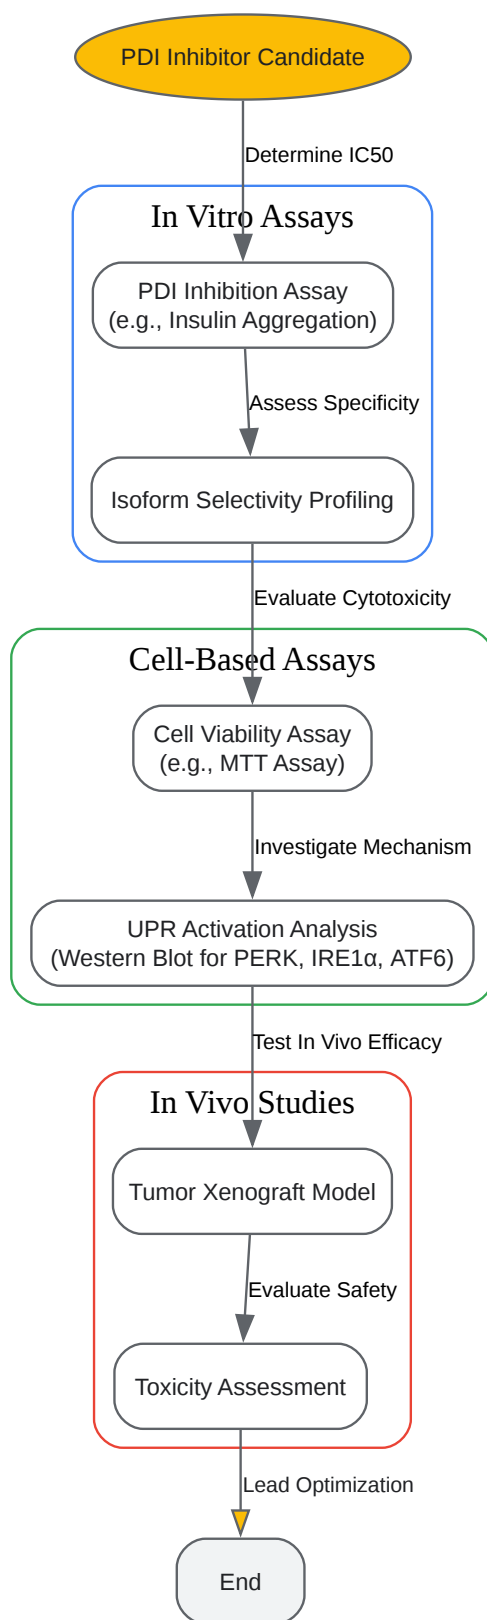 PDI Inhibitor Candidate
Determine IC50
In Vitro Assays
PDI Inhibition Assay
(e.g., Insulin Aggregation)
Assess Specificity
Isoform Selectivity Profiling
Evaluate Cytotoxicity
Cell-Based Assays
Cell Viability Assay
(e.g., MTT Assay)
Investigate Mechanism
UPR Activation Analysis
(Western Blot for PERK, IRE1α, ATF6)
Test In Vivo Efficacy
In Vivo Studies
Tumor Xenograft Model
Evaluate Safety
Toxicity Assessment
Lead Optimization
End